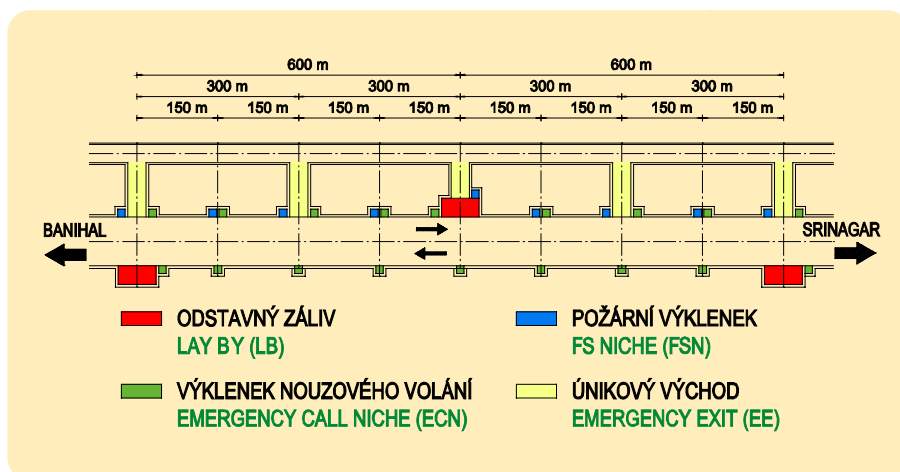 600 m 600 m
300 m 300 m 300 m 300 m
150 m 150 m 150 m 150 m 150 m 150 m 150 m 150 m
BANIHAL
SRINAGAR
ODSTAVNÝ ZÁLIV
LAY BY (LB)
POŽÁRNÍ VÝKLENEK
FS NICHE (FSN)
VÝKLENEK NOUZOVÉHO VOLÁNÍ
EMERGENCY CALL NICHE (ECN)
ÚNIKOVÝ VÝCHOD
EMERGENCY EXIT (EE)